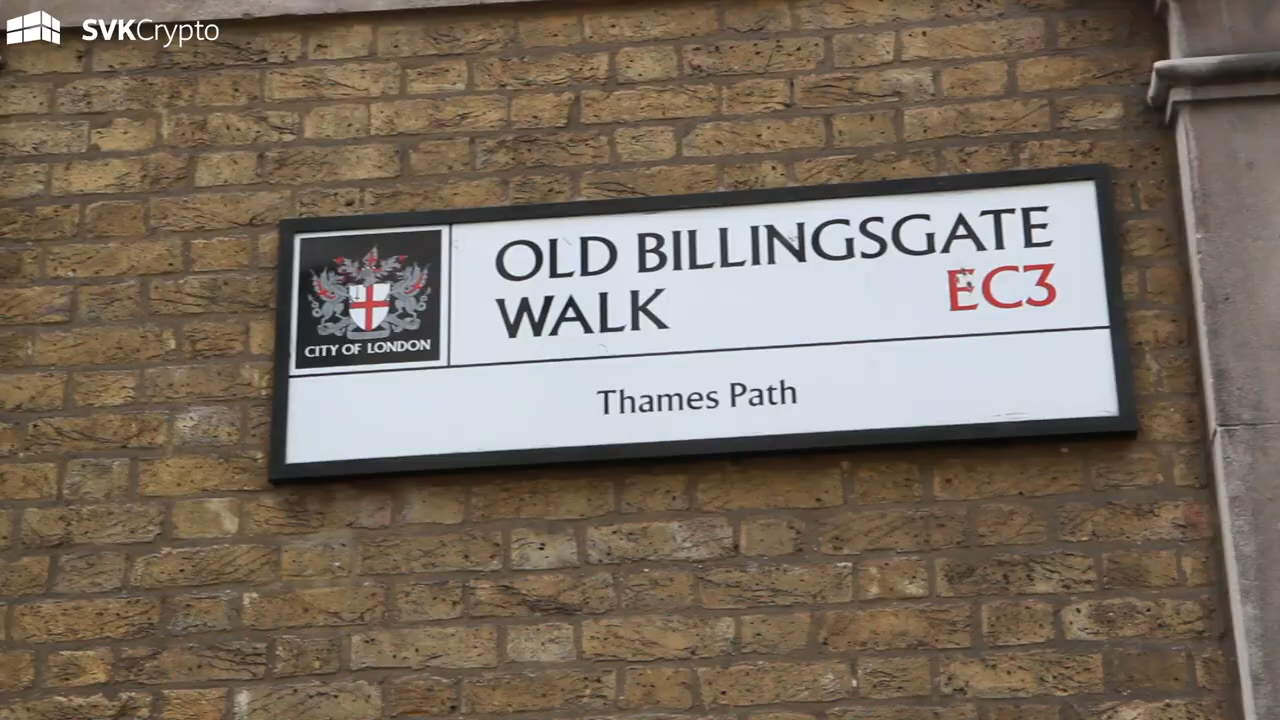 SVKCrypto
OLD BILLINGSGATE
WALK EC3
CITY OF LONDON
Thames Path